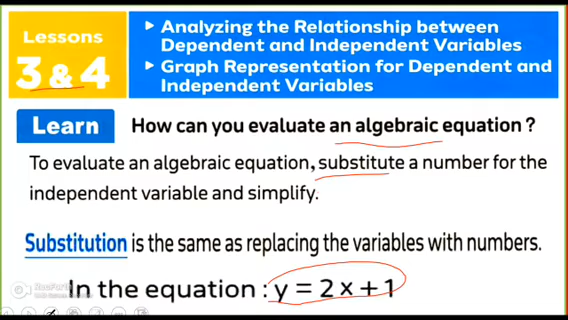 Lessons
3 & 4
Analyzing the Relationship between
Dependent and Independent Variables
Graph Representation for Dependent and
Independent Variables
Learn How can you evaluate an algebraic equation ?
To evaluate an algebraic equation, substitute a number for the
independent variable and simplify.
Substitution is the same as replacing the variables with numbers.
In the equation : y = 2 x + 1